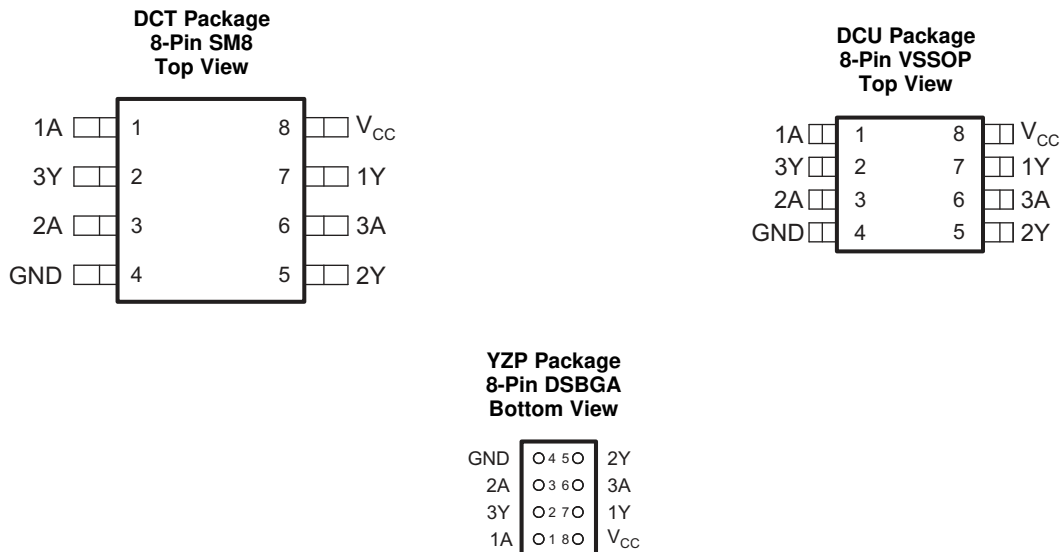 DCT Package
8-Pin SM8
Top View
1A 1 8 VCC
3Y 2 7 1Y
2A 3 6 3A
GND 4 5 2Y
DCU Package
8-Pin VSSOP
Top View
1A 1 8 VCC
3Y 2 7 1Y
2A 3 6 3A
GND 4 5 2Y
YZP Package
8-Pin DSBGA
Bottom View
GND 4 5 2Y
2A 3 6 3A
3Y 2 7 1Y
1A 1 8 VCC